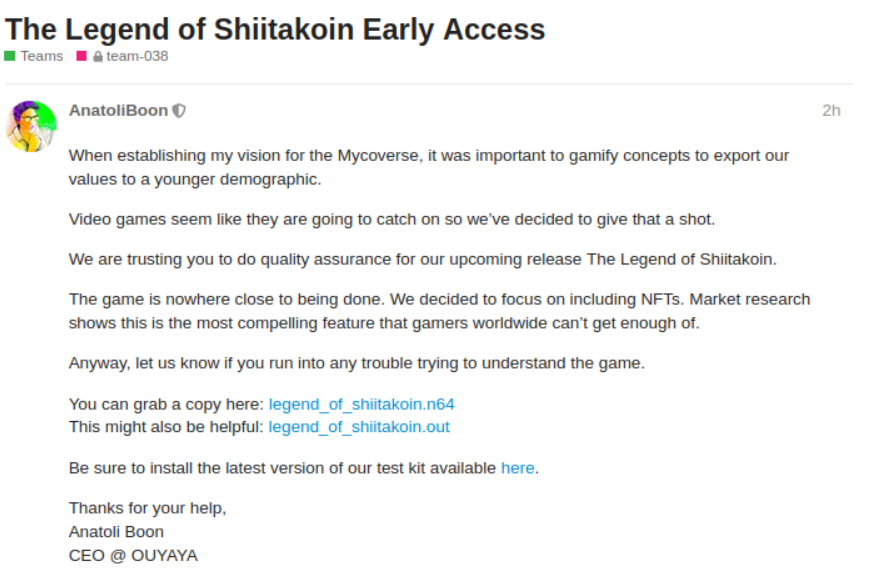 The Legend of Shiitakoin Early Access
Teams team-038
AnatoliBoon 2h
When establishing my vision for the Mycoverse, it was important to gamify concepts to export our
values to a younger demographic.
Video games seem like they are going to catch on so we’ve decided to give that a shot.
We are trusting you to do quality assurance for our upcoming release The Legend of Shiitakoin.
The game is nowhere close to being done. We decided to focus on including NFTs. Market research
shows this is the most compelling feature that gamers worldwide can’t get enough of.
Anyway, let us know if you run into any trouble trying to understand the game.
You can grab a copy here: legend_of_shiitakoin.n64
This might also be helpful: legend_of_shiitakoin.out
Be sure to install the latest version of our test kit available here.
Thanks for your help,
Anatoli Boon
CEO @ OUYAYA